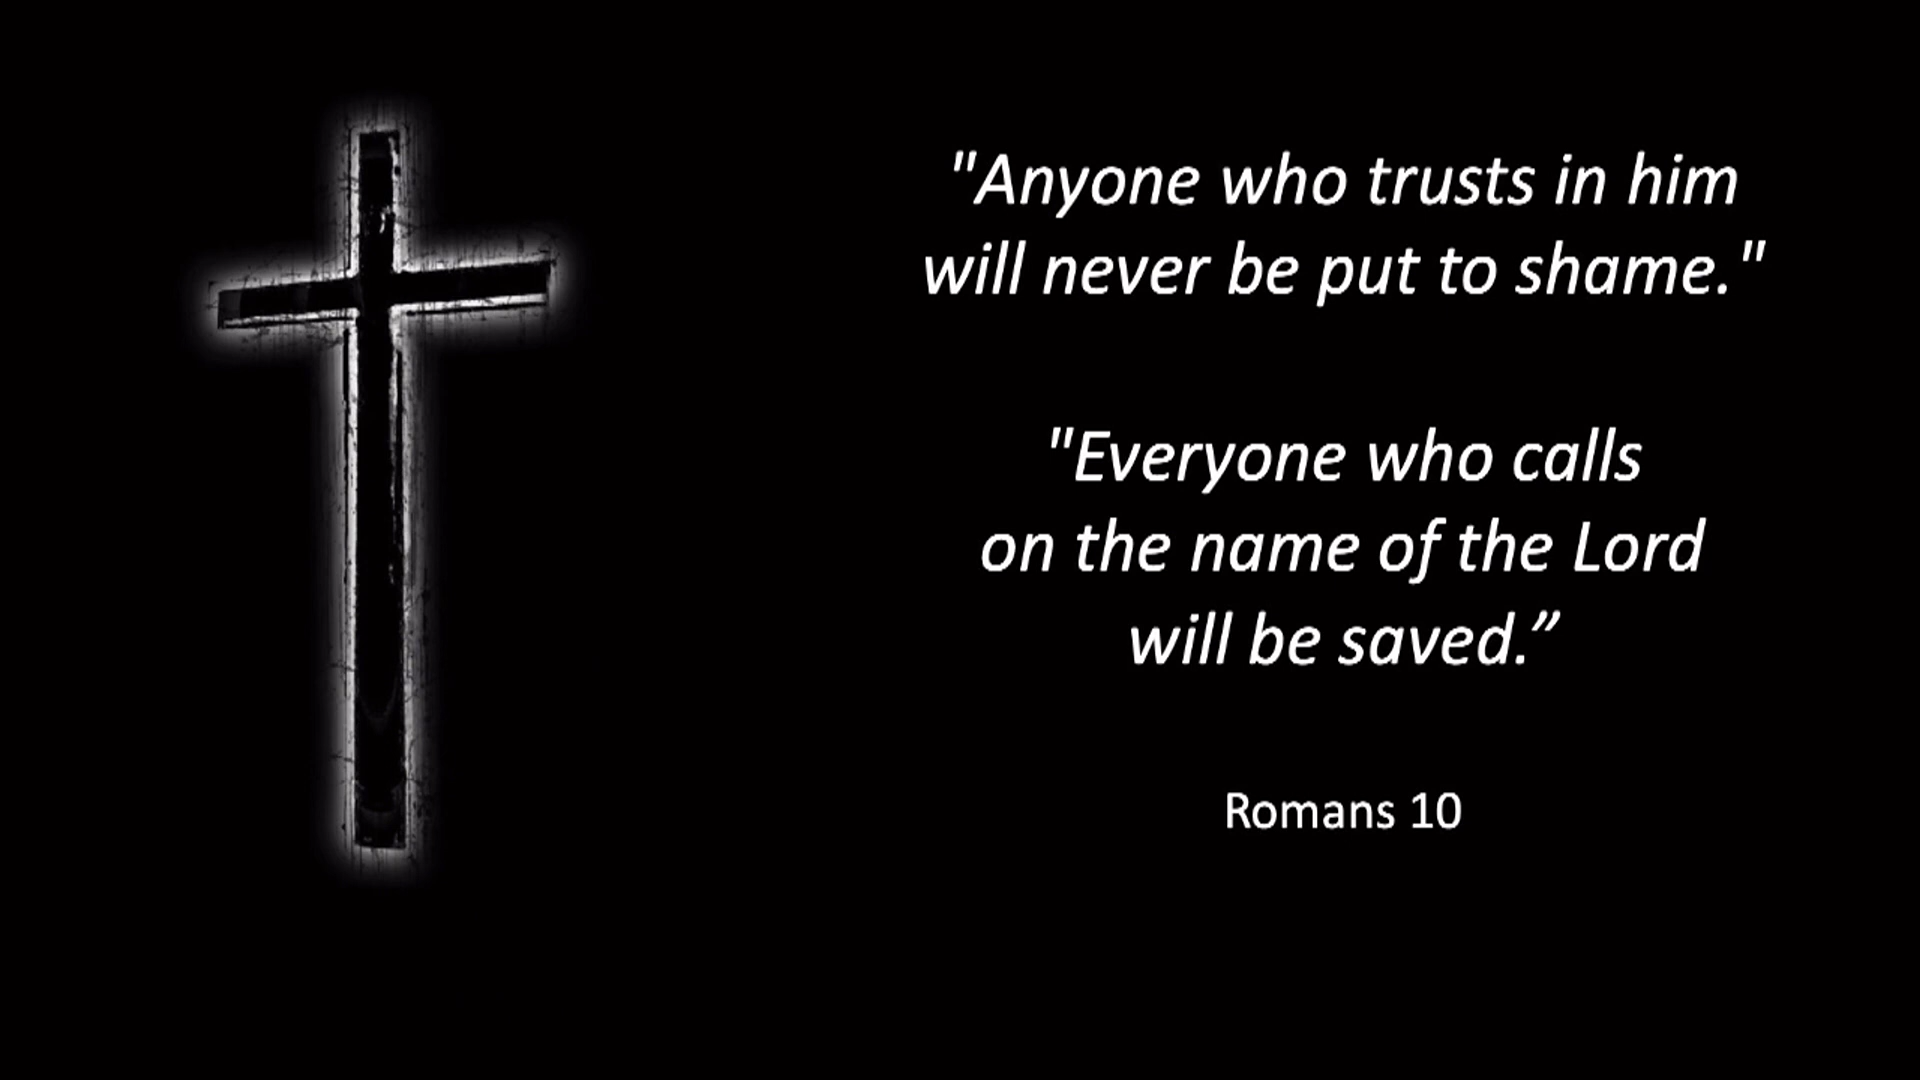 "Anyone who trusts in him
will never be put to shame."
"Everyone who calls
on the name of the Lord
will be saved.”
Romans 10